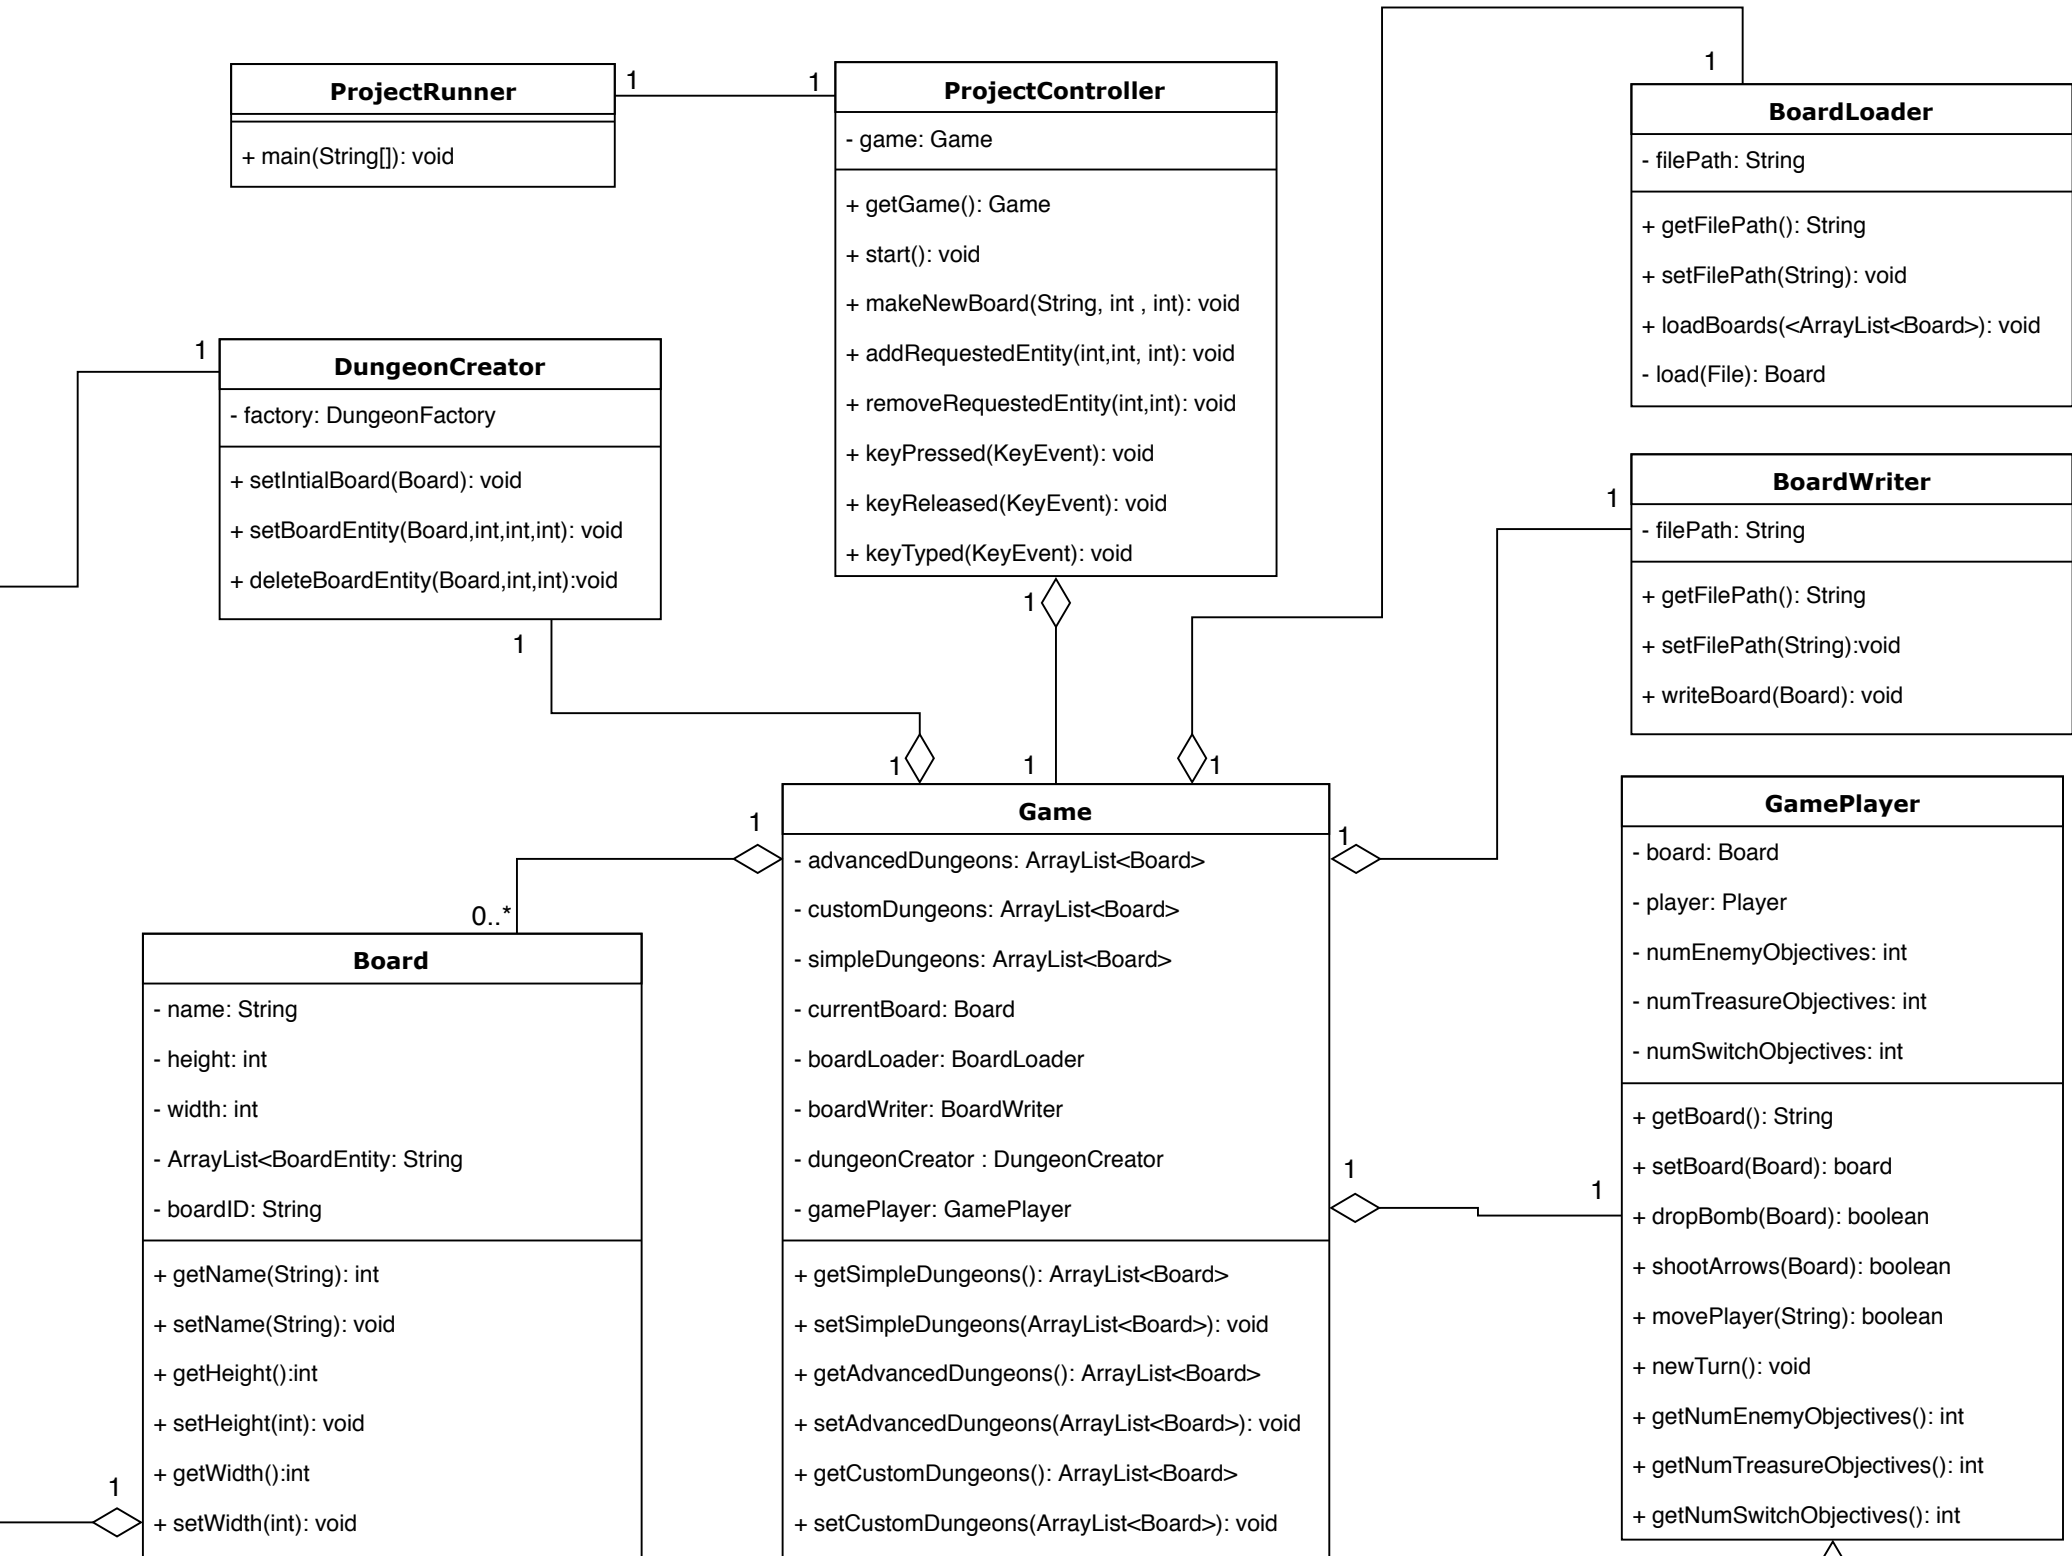 ProjectRunner
+ main(String[]): void
1
1
ProjectController
- game: Game
+ getGame(): Game
+ start(): void
+ makeNewBoard(String, int , int): void
+ addRequestedEntity(int,int, int): void
+ removeRequestedEntity(int,int): void
+ keyPressed(KeyEvent): void
+ keyReleased(KeyEvent): void
+ keyTyped(KeyEvent): void
1
1
BoardLoader
- filePath: String
+ getFilePath(): String
+ setFilePath(String): void
+ loadBoards(<ArrayList<Board>): void
- load(File): Board
1
DungeonCreator
- factory: DungeonFactory
+ setIntialBoard(Board): void
+ setBoardEntity(Board,int,int,int): void
+ deleteBoardEntity(Board,int,int):void
1
1
BoardWriter
- filePath: String
+ getFilePath(): String
+ setFilePath(String):void
+ writeBoard(Board): void
1
1
1
Game
- advancedDungeons: ArrayList<Board>
- customDungeons: ArrayList<Board>
- simpleDungeons: ArrayList<Board>
- currentBoard: Board
- boardLoader: BoardLoader
- boardWriter: BoardWriter
- dungeonCreator : DungeonCreator
- gamePlayer: GamePlayer
+ getSimpleDungeons(): ArrayList<Board>
+ setSimpleDungeons(ArrayList<Board>): void
+ getAdvancedDungeons(): ArrayList<Board>
+ setAdvancedDungeons(ArrayList<Board>): void
+ getCustomDungeons(): ArrayList<Board>
+ setCustomDungeons(ArrayList<Board>): void
1
0..*
1
1
1
Board
- name: String
- height: int
- width: int
- ArrayList<BoardEntity: String
- boardID: String
+ getName(String): int
+ setName(String): void
+ getHeight():int
+ setHeight(int): void
+ getWidth():int
+ setWidth(int): void
1
GamePlayer
- board: Board
- player: Player
- numEnemyObjectives: int
- numTreasureObjectives: int
- numSwitchObjectives: int
+ getBoard(): String
+ setBoard(Board): board
+ dropBomb(Board): boolean
+ shootArrows(Board): boolean
+ movePlayer(String): boolean
+ newTurn(): void
+ getNumEnemyObjectives(): int
+ getNumTreasureObjectives(): int
+ getNumSwitchObjectives(): int